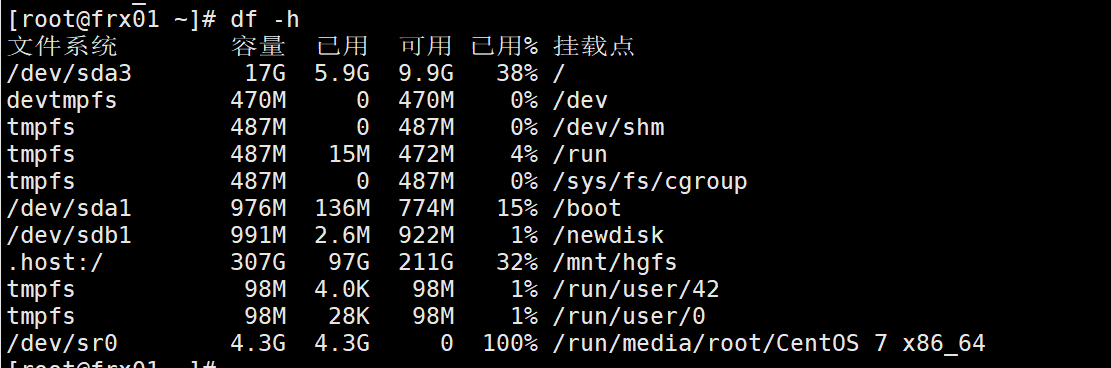 [root@frx01 ~]# df -h
文件系统 容量 已用 可用 已用% 挂载点
/dev/sda3 17G 5.9G 9.9G 38% /
devtmpfs 470M 0 470M 0% /dev
tmpfs 487M 0 487M 0% /dev/shm
tmpfs 487M 15M 472M 4% /run
tmpfs 487M 0 487M 0% /sys/fs/cgroup
/dev/sda1 976M 136M 774M 15% /boot
/dev/sdb1 991M 2.6M 922M 1% /newdisk
.host:/ 307G 97G 211G 32% /mnt/hgfs
tmpfs 98M 4.0K 98M 1% /run/user/42
tmpfs 98M 28K 98M 1% /run/user/0
/dev/sr0 4.3G 4.3G 0 100% /run/media/root/CentOS 7 x86_64
[root@frx01 ~]#